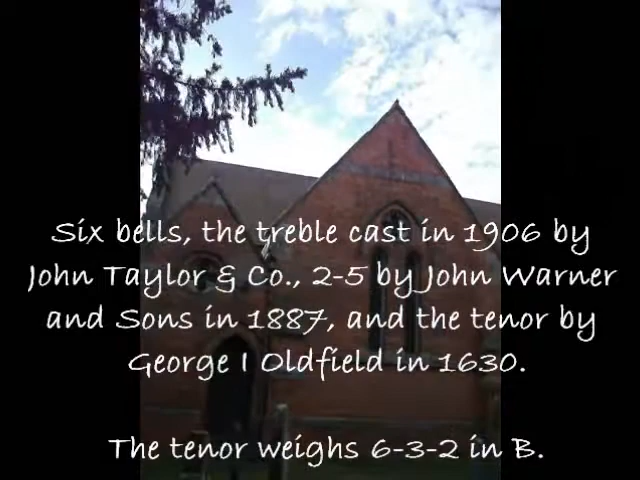 Six bells, the treble cast in 1906 by
John Taylor & Co., 2-5 by John Warner
and Sons in 1887, and the tenor by
George I Oldfield in 1630.
The tenor weighs 6-3-2 in B.